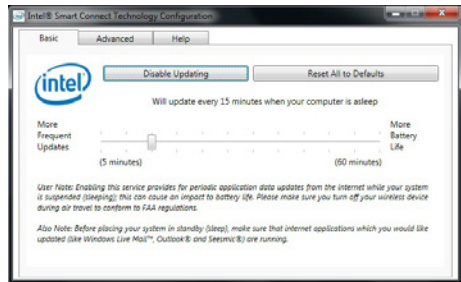 Intel® Smart Connect Technology Configuration
Basic Advanced Help
intel
Disable Updating Reset All to Defaults
Will update every 15 minutes when your computer is asleep
More Frequent Updates
More Battery Life
(5 minutes) (60 minutes)
User Note: Enabling this service provides for periodic application data updates from the internet while your system
is suspended (sleeping); this can cause an impact to battery life. Please make sure you turn off your wireless device
during air travel to conform to FAA regulations.
Also Note: Before placing your system in standby (sleep), make sure that internet applications which you would like
updated (like Windows Live Mail™, Outlook® and Seesmic®) are running.